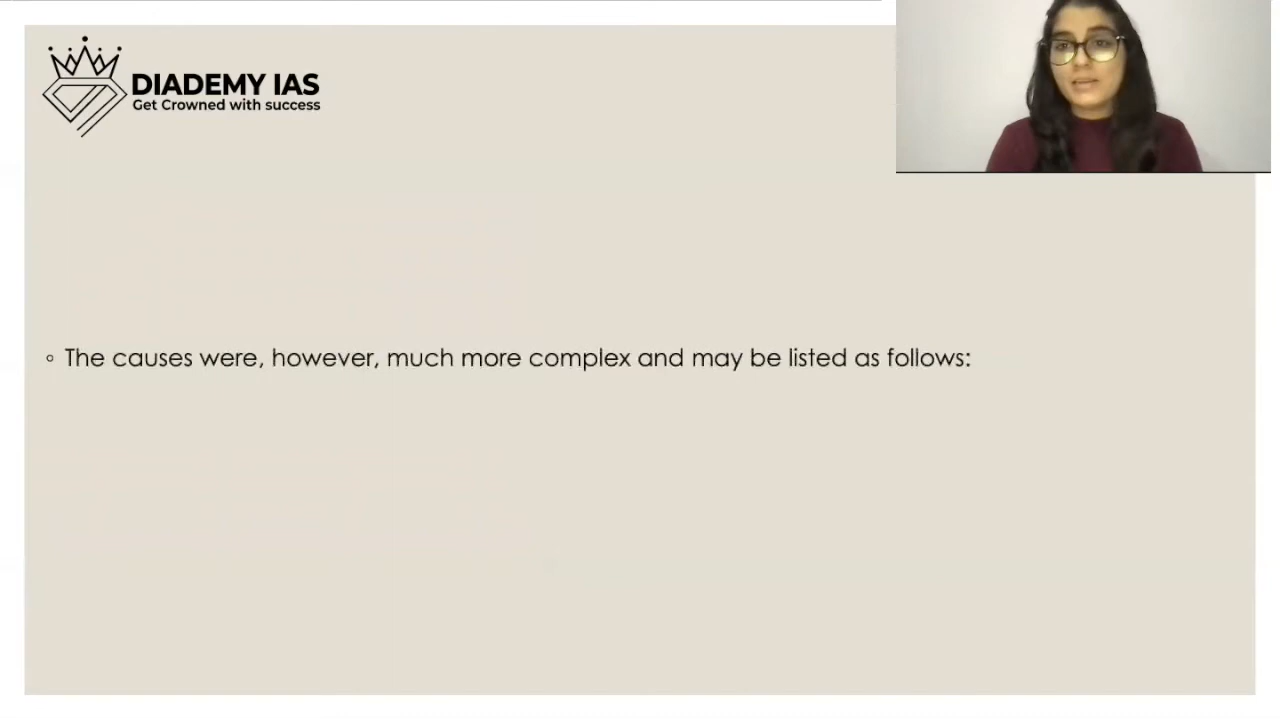 DIADEMY IAS
Get Crowned with success
The causes were, however, much more complex and may be listed as follows: